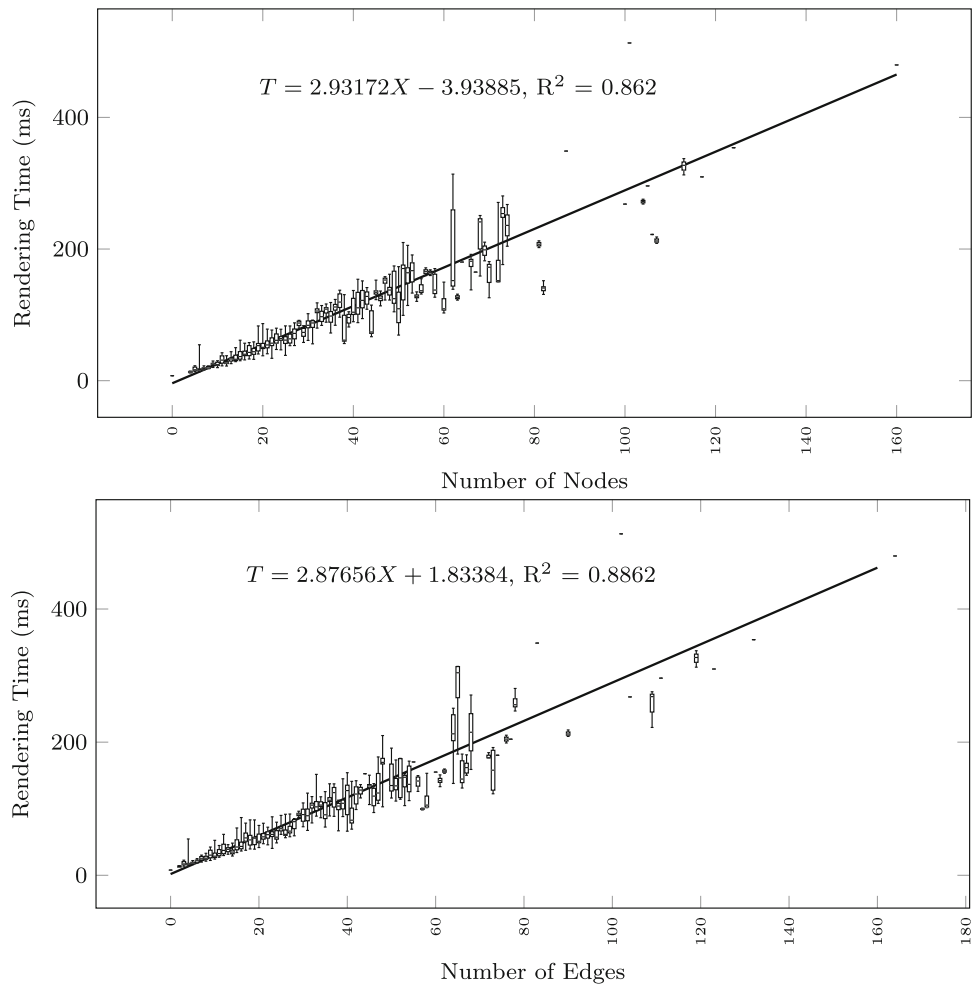 T = 2.93172X − 3.93885, R² = 0.862
Rendering Time (ms)
400
200
0
0 20 40 60 80 100 120 140 160
Number of Nodes
T = 2.87656X + 1.83384, R² = 0.8862
Rendering Time (ms)
400
200
0
0 20 40 60 80 100 120 140 160 180
Number of Edges